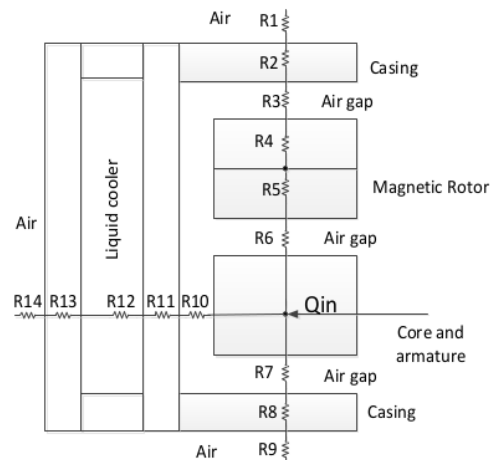 Air R1
R2 Casing
R3 Air gap
R4
R5 Magnetic Rotor
Air
Liquid cooler
R6 Air gap
R14 R13 R12 R11 R10 Qin
Core and
armature
R7 Air gap
R8 Casing
Air R9